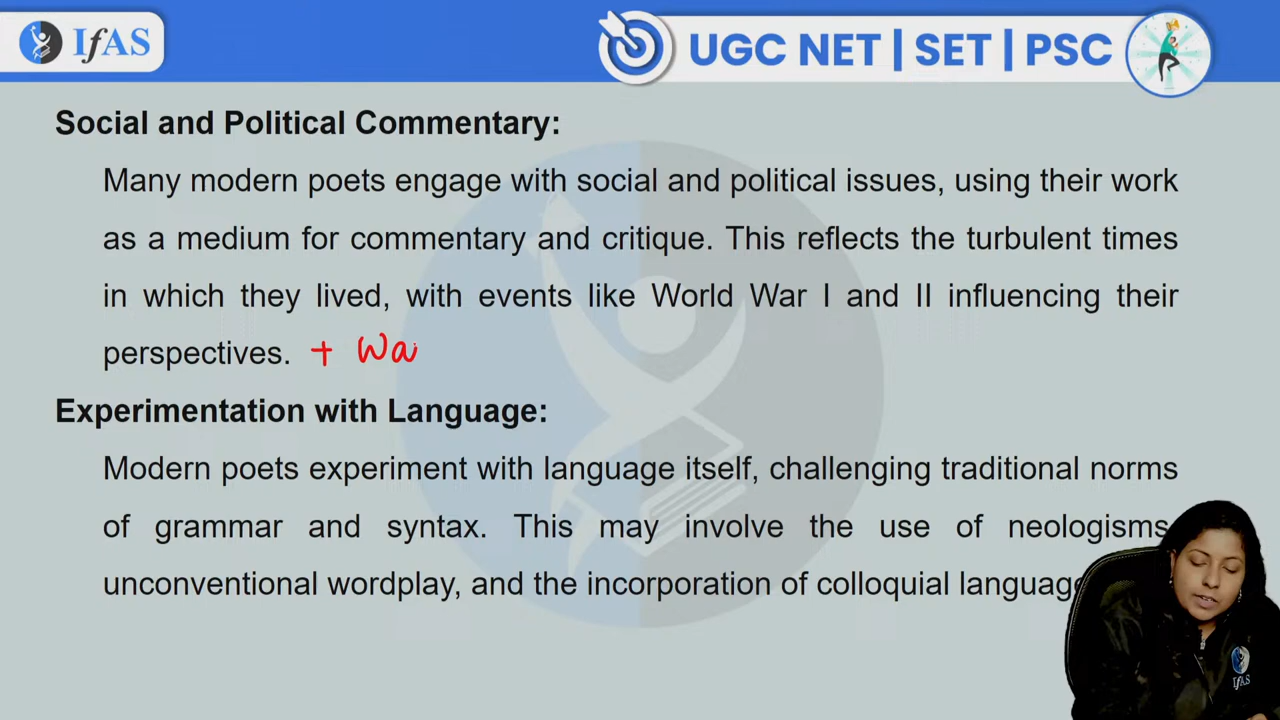 IfAS
UGC NET | SET | PSC
Social and Political Commentary:
Many modern poets engage with social and political issues, using their work
as a medium for commentary and critique. This reflects the turbulent times
in which they lived, with events like World War I and II influencing their
perspectives. + Wa
Experimentation with Language:
Modern poets experiment with language itself, challenging traditional norms
of grammar and syntax. This may involve the use of neologisms,
unconventional wordplay, and the incorporation of colloquial language
IfAS